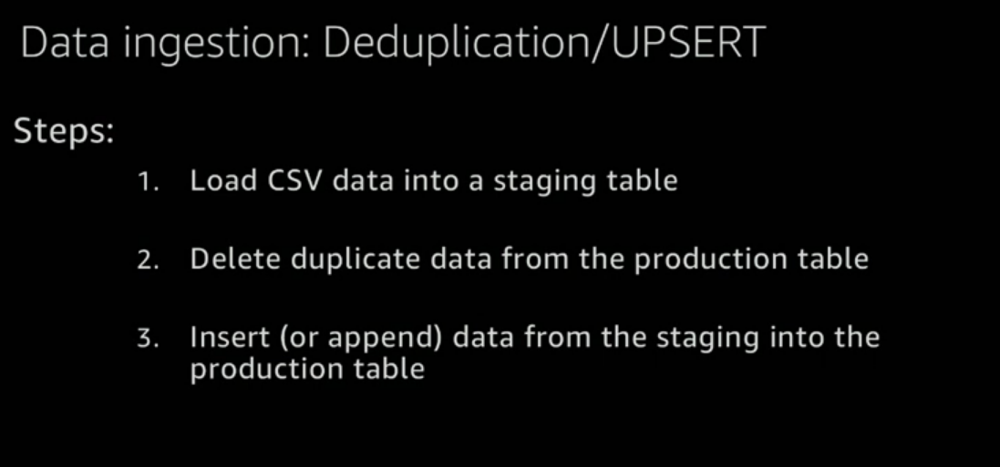 Data ingestion: Deduplication/UPSERT
Steps:
1. Load CSV data into a staging table
2. Delete duplicate data from the production table
3. Insert (or append) data from the staging into the
production table